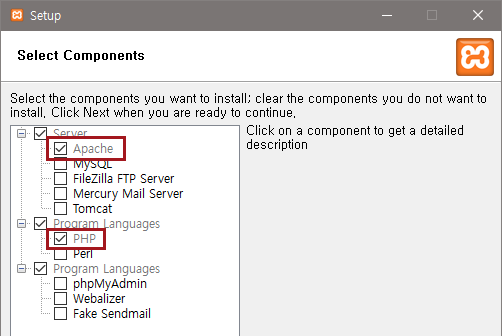 Setup
Select Components
Select the components you want to install; clear the components you do not want to
install. Click Next when you are ready to continue.
Server
Apache
MySQL
FileZilla FTP Server
Mercury Mail Server
Tomcat
Program Languages
PHP
Perl
Program Languages
phpMyAdmin
Webalizer
Fake Sendmail
Click on a component to get a detailed
description